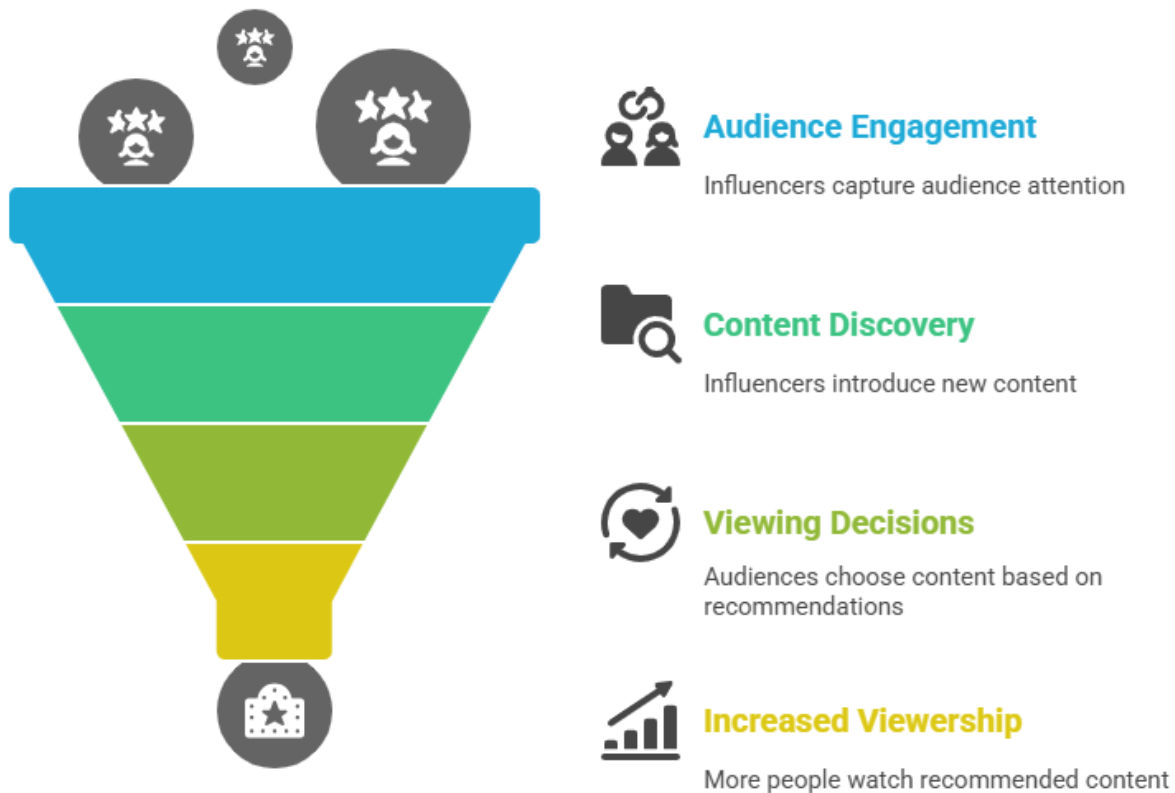 Audience Engagement
Influencers capture audience attention
Content Discovery
Influencers introduce new content
Viewing Decisions
Audiences choose content based on
recommendations
Increased Viewership
More people watch recommended content